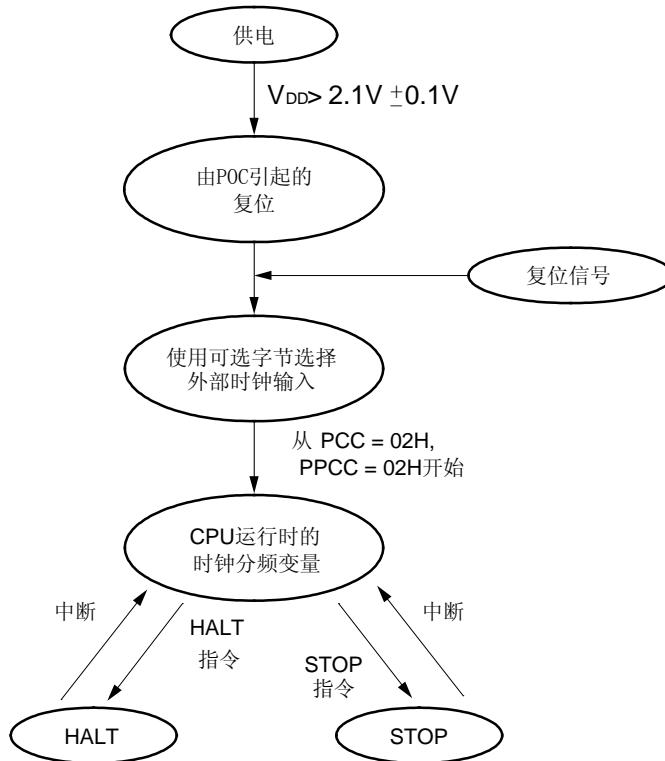 供电
VDD> 2.1V ±0.1V
由POC引起的
复位
复位信号
使用可选字节选择
外部时钟输入
从 PCC = 02H,
PPCC = 02H开始
CPU运行时的
时钟分频变量
中断
HALT
指令
STOP
指令
中断
HALT
STOP